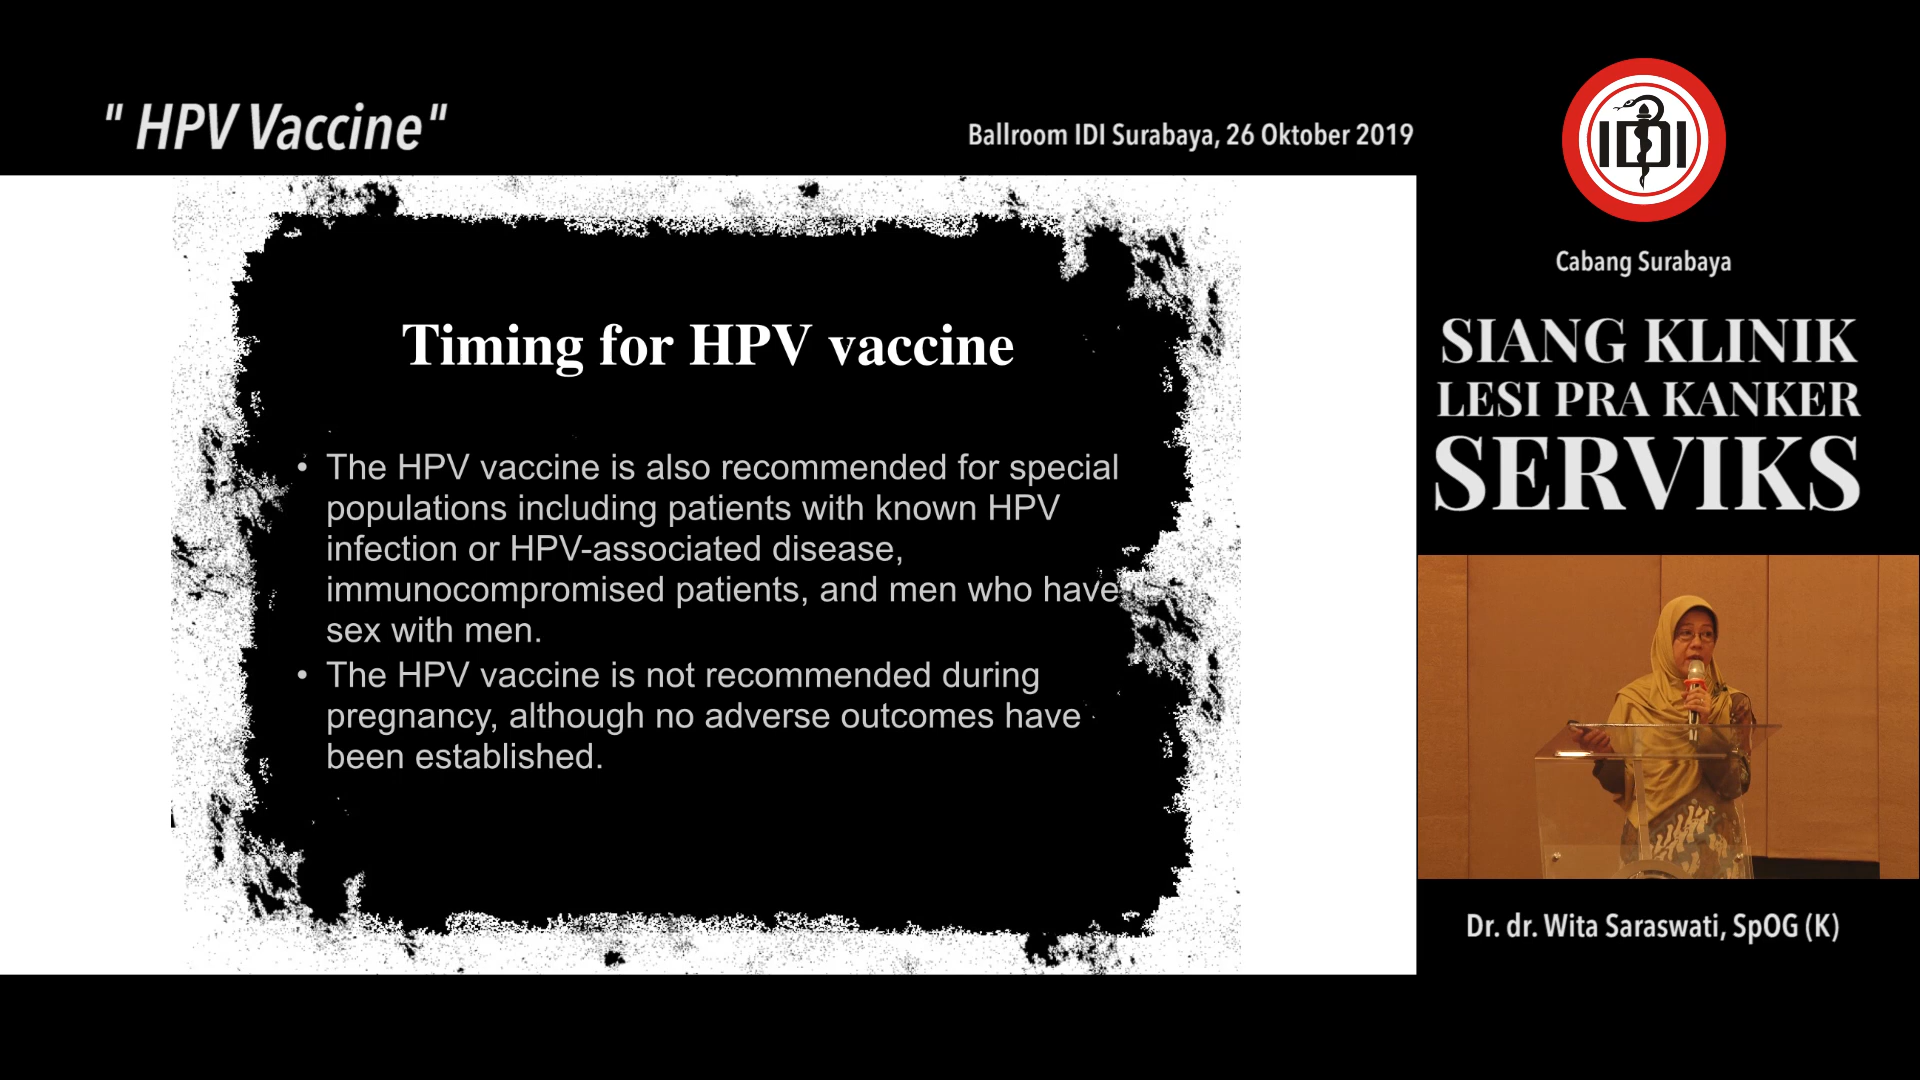 " HPV Vaccine"
Ballroom IDI Surabaya, 26 Oktober 2019
IDI
Cabang Surabaya
SIANG KLINIK
LESI PRA KANKER
SERVIKS
Timing for HPV vaccine
• The HPV vaccine is also recommended for special
populations including patients with known HPV
infection or HPV-associated disease,
immunocompromised patients, and men who have
sex with men.
• The HPV vaccine is not recommended during
pregnancy, although no adverse outcomes have
been established.
Dr. dr. Wita Saraswati, SpOG (K)